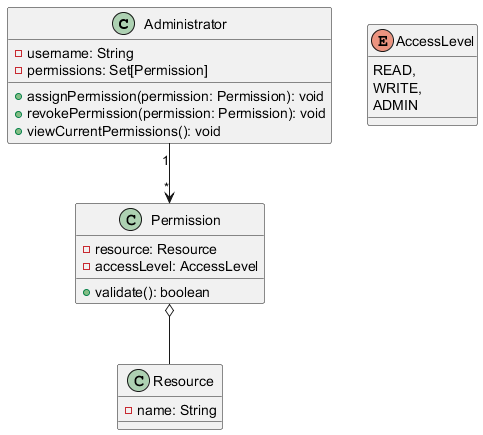 C Administrator
username: String
permissions: Set[Permission]
assignPermission(permission: Permission): void
revokePermission(permission: Permission): void
viewCurrentPermissions(): void
E AccessLevel
READ,
WRITE,
ADMIN
1
*
C Permission
resource: Resource
accessLevel: AccessLevel
validate(): boolean
C Resource
name: String